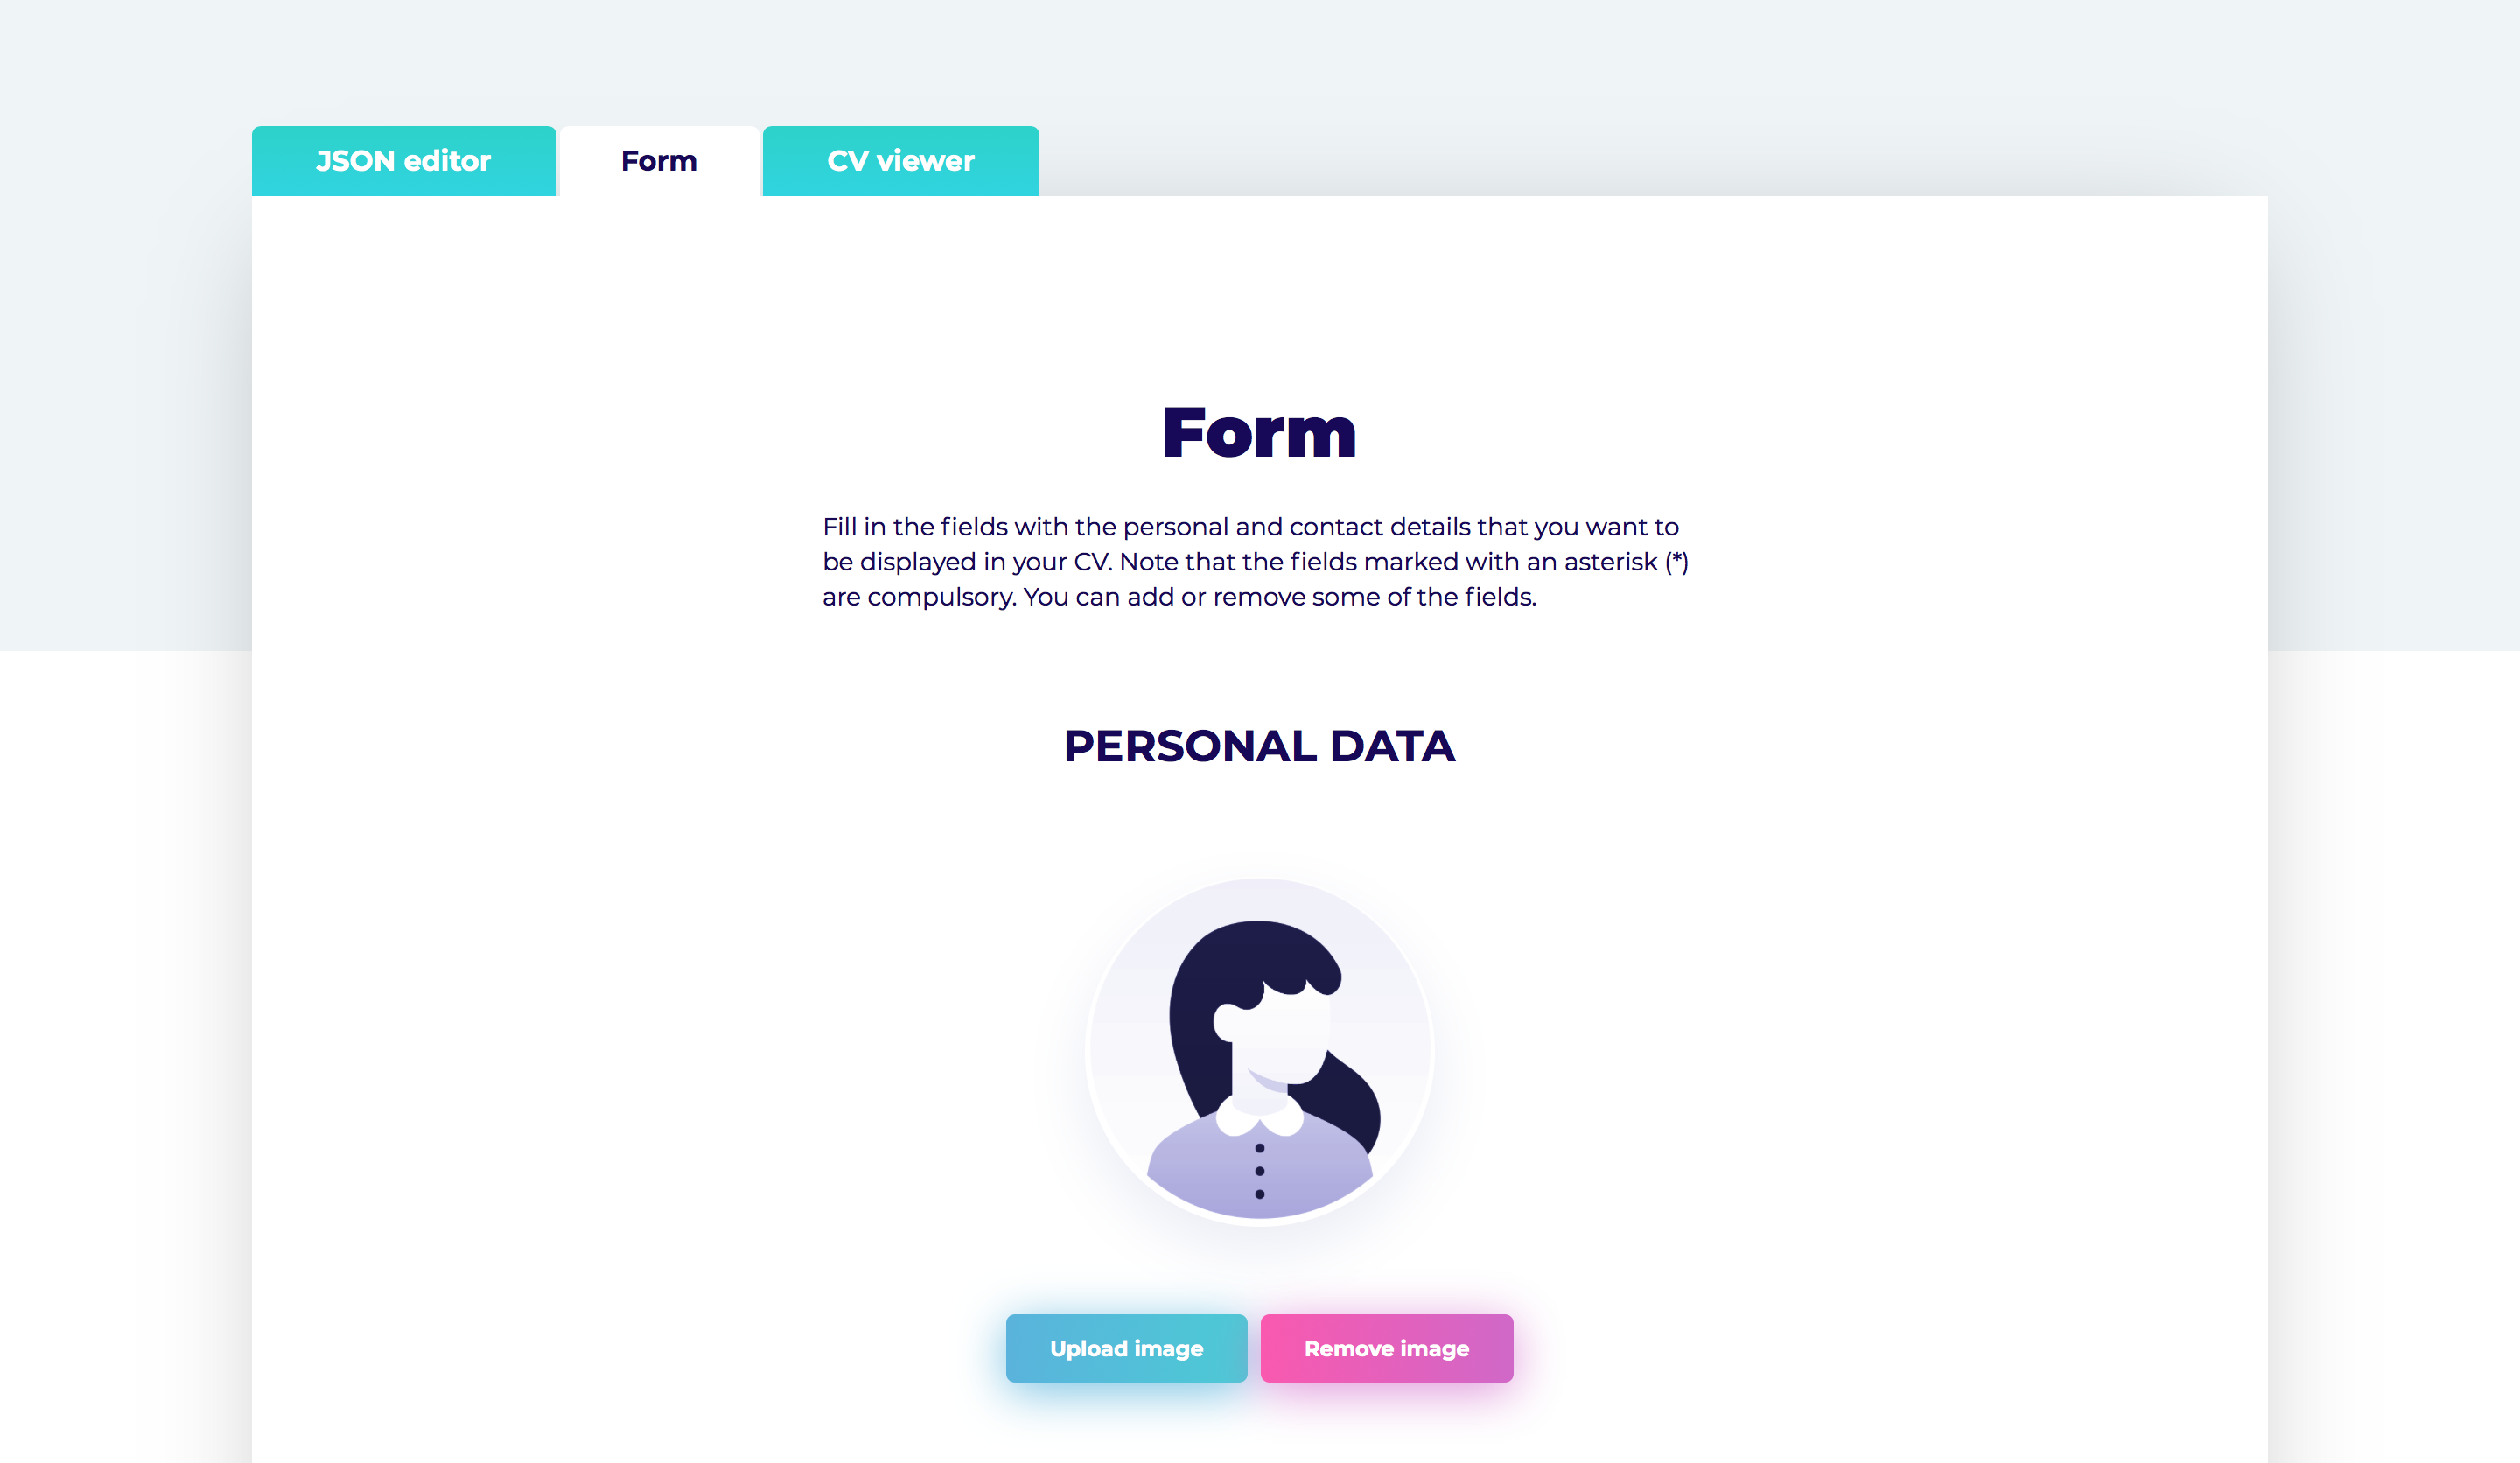 JSON editor
Form
CV viewer
Form
Fill in the fields with the personal and contact details that you want to
be displayed in your CV. Note that the fields marked with an asterisk (*)
are compulsory. You can add or remove some of the fields.
PERSONAL DATA
Upload image
Remove image